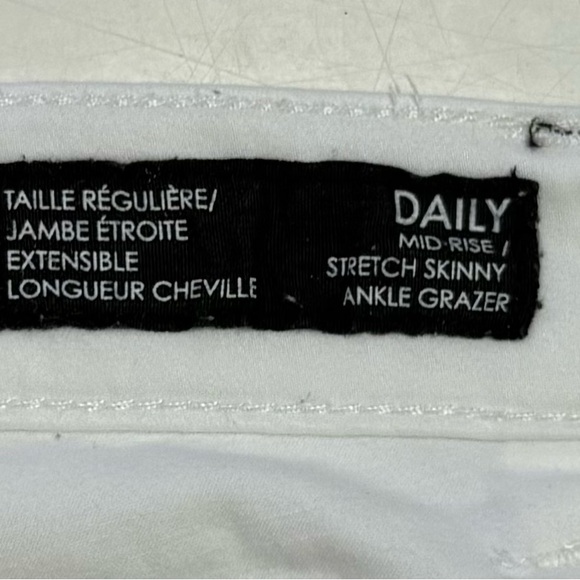 TAILLE RÉGULIÈRE/
JAMBE ÉTROITE
EXTENSIBLE
LONGUEUR CHEVILLE
DAILY
MID-RISE /
STRETCH SKINNY
ANKLE GRAZER